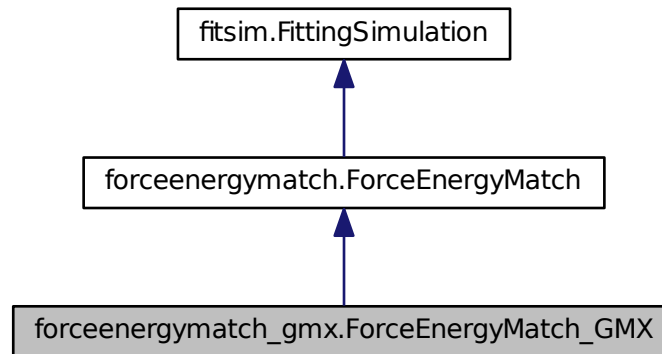 fitsim.FittingSimulation
forceenergymatch.ForceEnergyMatch
forceenergymatch_gmx.ForceEnergyMatch_GMX